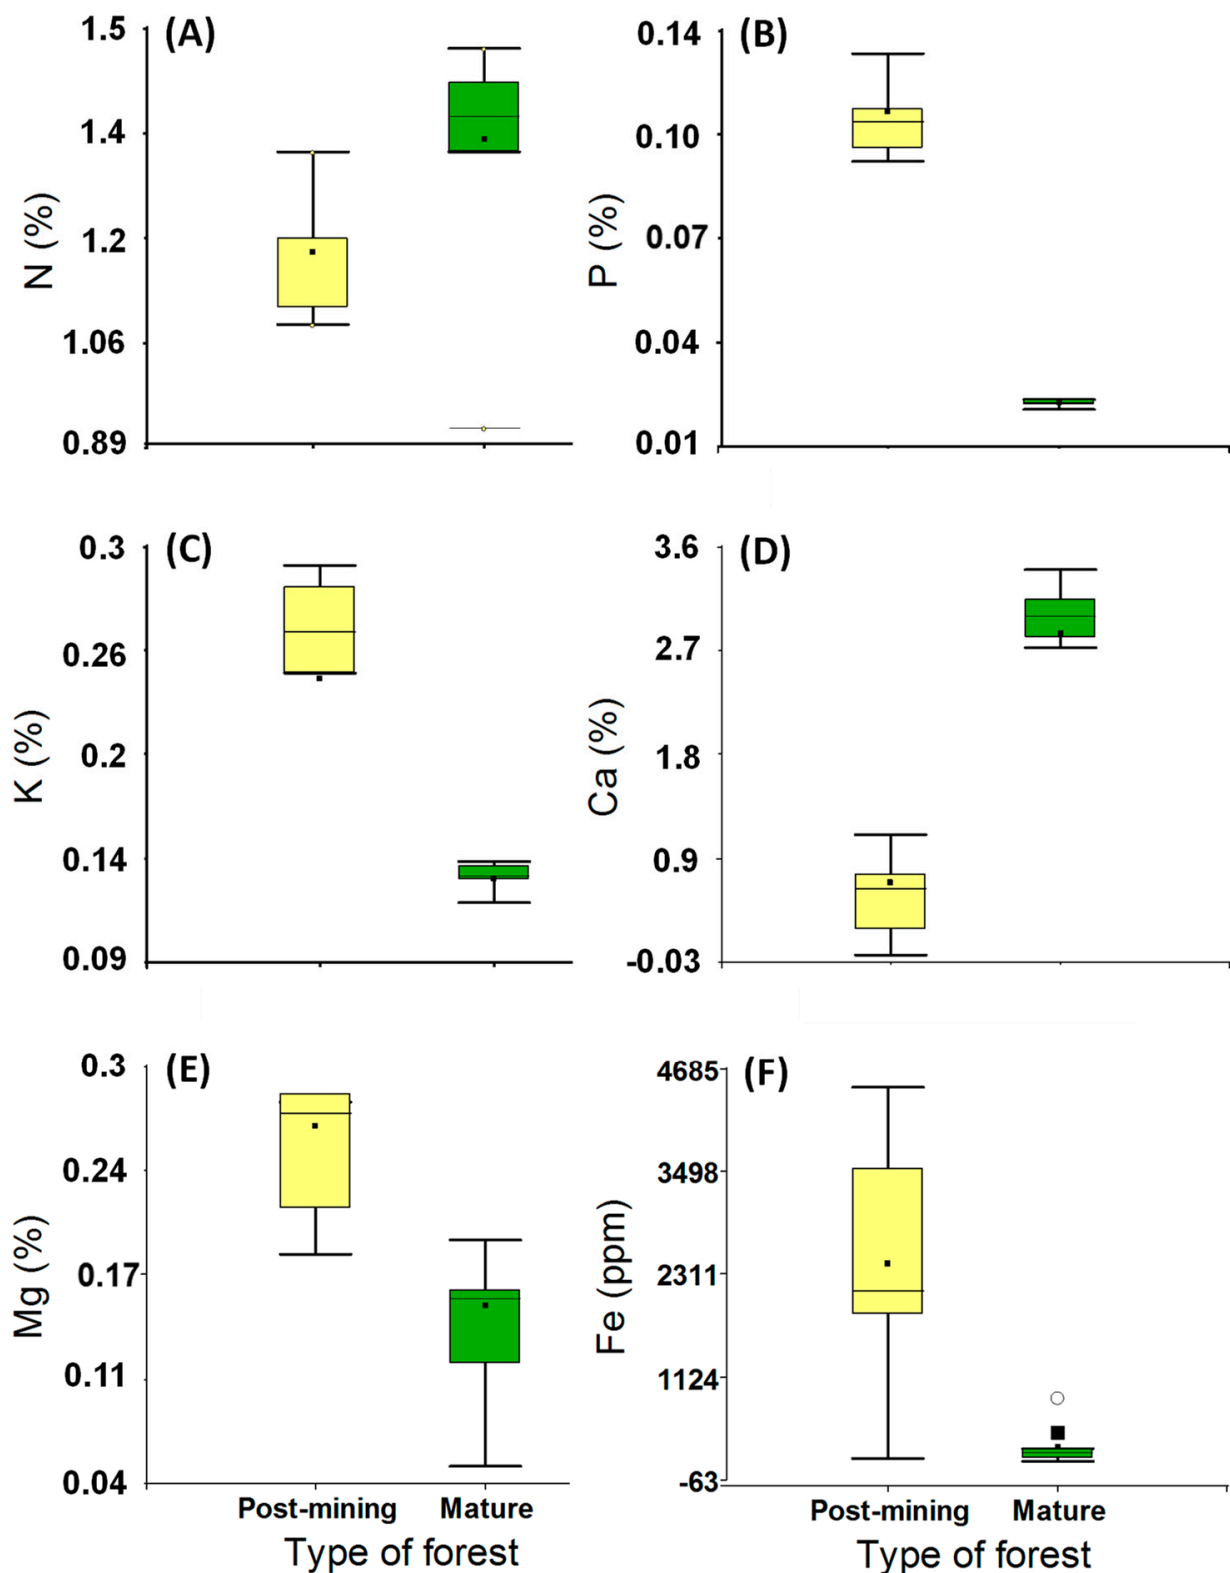 (A)
1.5
1.4
1.2
1.06
0.89
N (%)
(B)
0.14
0.10
0.07
0.04
0.01
P (%)
(C)
0.3
0.26
0.2
0.14
0.09
K (%)
(D)
3.6
2.7
1.8
0.9
-0.03
Ca (%)
(E)
0.3
0.24
0.17
0.11
0.04
Mg (%)
Post-mining Mature
Type of forest
(F)
4685
3498
2311
1124
-63
Fe (ppm)
Post-mining Mature
Type of forest